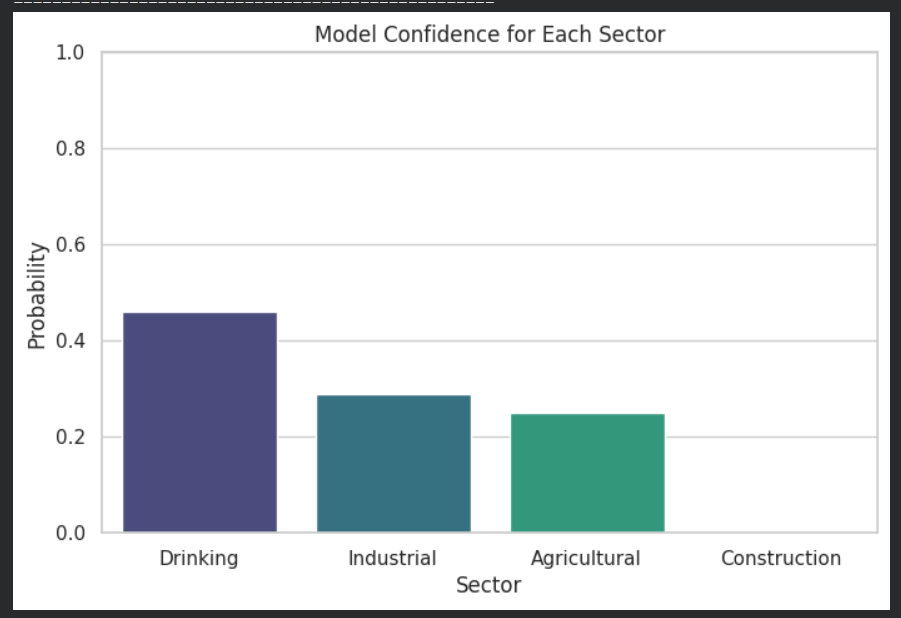 Model Confidence for Each Sector
1.0
0.8
0.6
0.4
0.2
0.0
Probability
Drinking Industrial Agricultural Construction
Sector